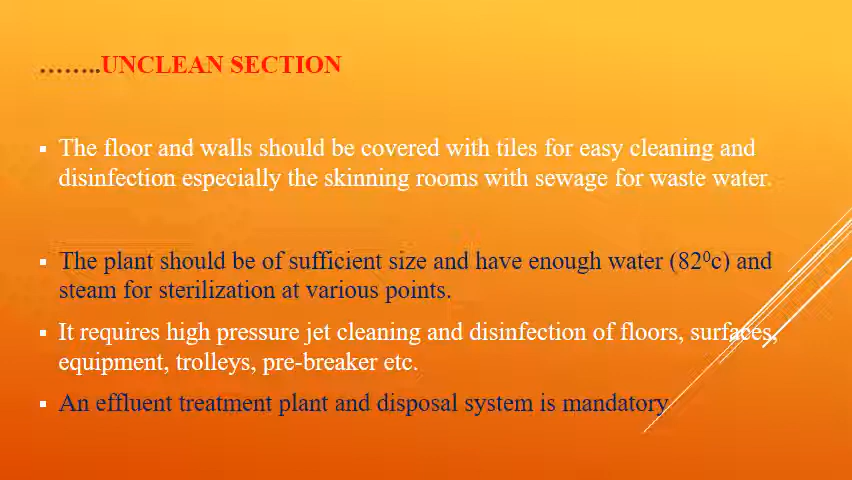 ……..UNCLEAN SECTION
▪ The floor and walls should be covered with tiles for easy cleaning and
disinfection especially the skinning rooms with sewage for waste water.
▪ The plant should be of sufficient size and have enough water (82⁰c) and
steam for sterilization at various points.
▪ It requires high pressure jet cleaning and disinfection of floors, surfaces,
equipment, trolleys, pre-breaker etc.
▪ An effluent treatment plant and disposal system is mandatory